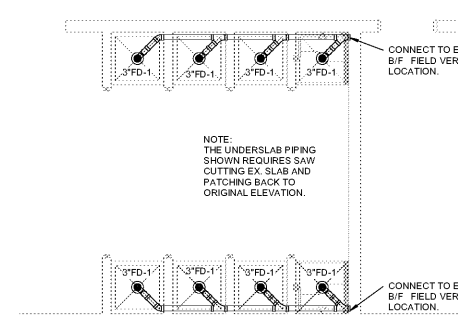 3"FD-1 3"FD-1 3"FD-1 3"FD-1
CONNECT TO E
B/F FIELD VER
LOCATION.
NOTE:
THE UNDERSLAB PIPING
SHOWN REQUIRES SAW
CUTTING EX. SLAB AND
PATCHING BACK TO
ORIGINAL ELEVATION.
3"FD-1 3"FD-1 3"FD-1 3"FD-1
CONNECT TO E
B/F FIELD VER
LOCATION.